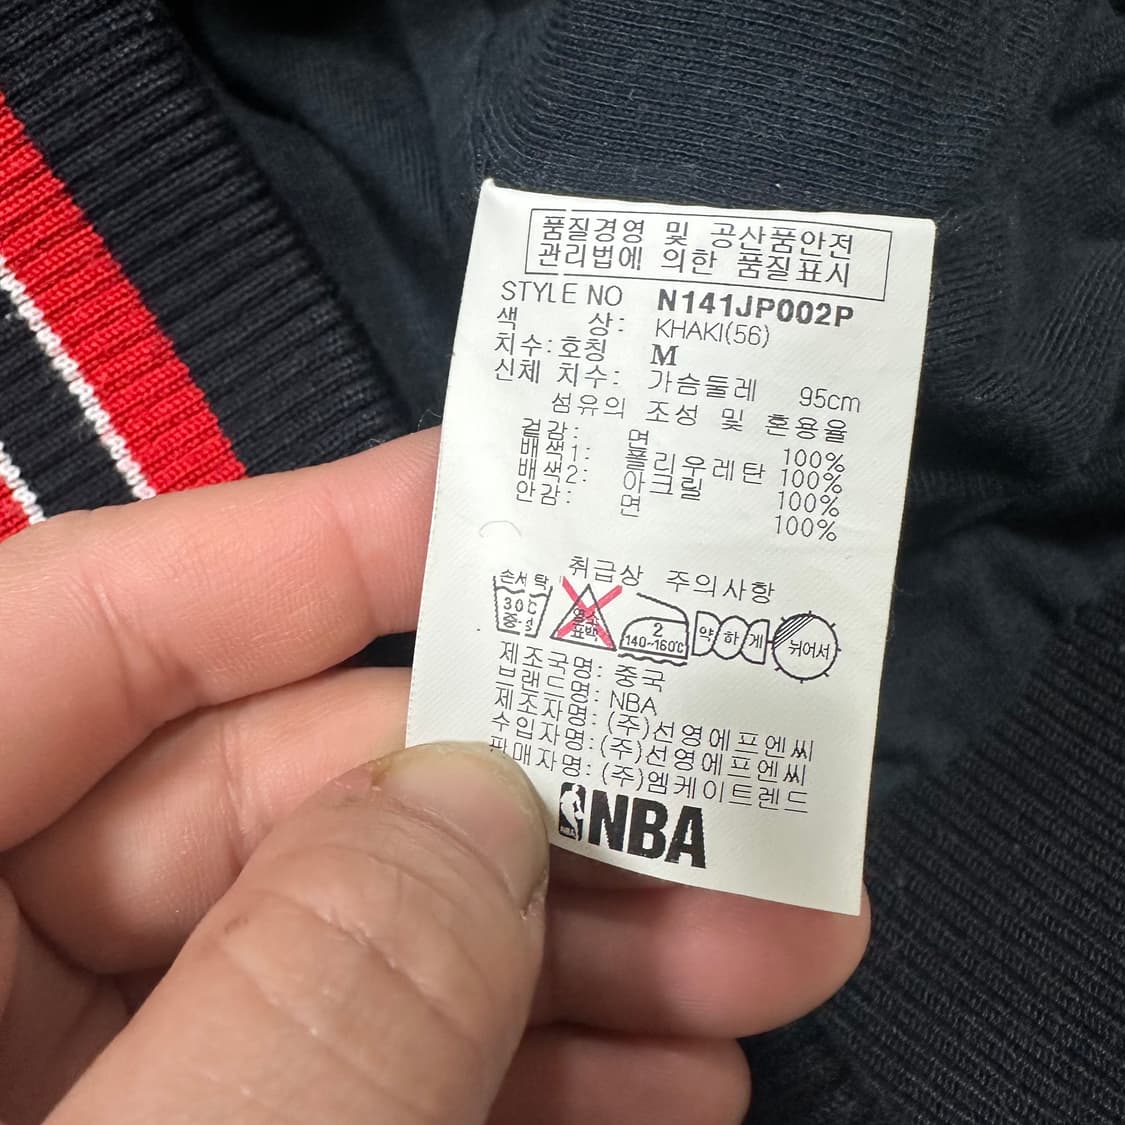 품질경영 및 공산품안전
관리법에 의한 품질표시
STYLE NO N141JP002P
색 상: KHAKI(56)
치수:호칭 M
신체 치수: 가슴둘레 95cm
섬유의 조성 및 혼용율
겉감: 면 100%
배색1: 폴리우레탄 100%
배색2: 아크릴 100%
안감: 면 100%
취급상 주의사항
손세탁 30℃ 중성 염소 표백 2 140~160℃ 약하게 뉘어서
제조국명: 중국
브랜드명: NBA
제조자명: (주)선영에프엔씨
수입자명: (주)선영에프엔씨
판매자명: (주)엠케이트렌드
NBA NBA